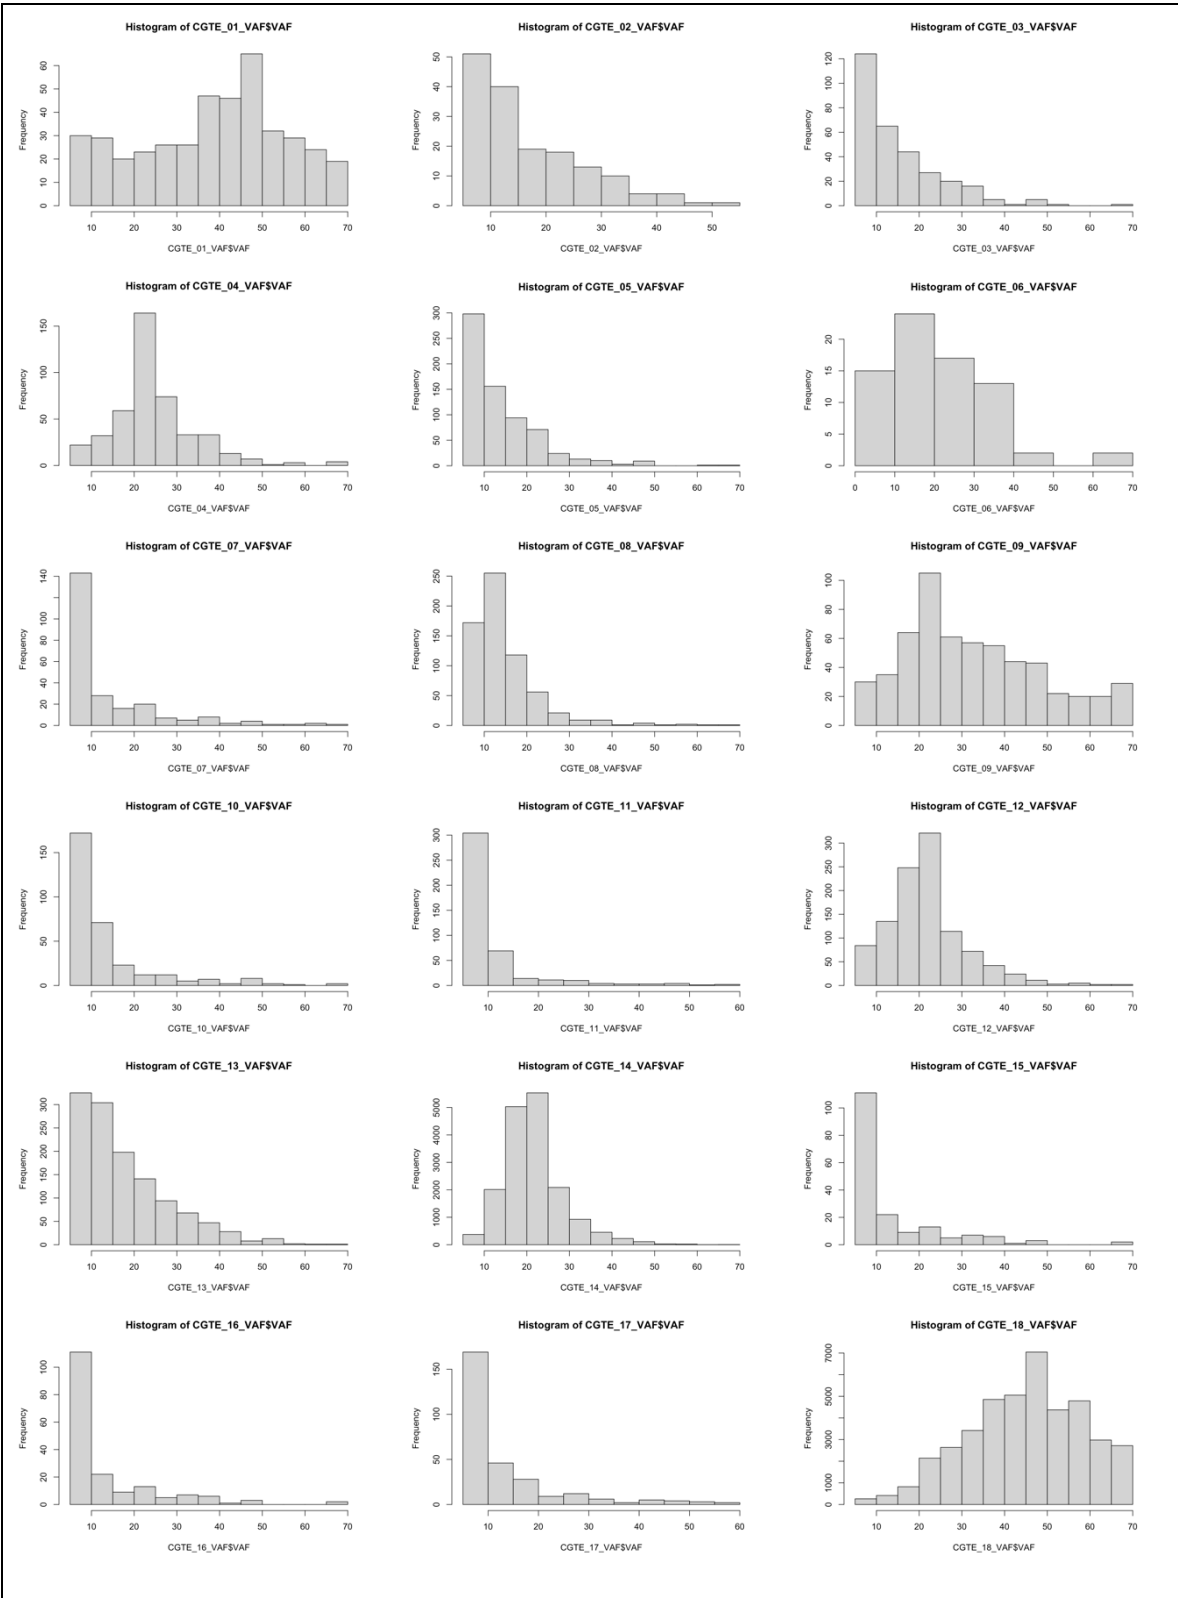 Histogram of CGTE_01_VAF$VAF
Frequency
0 10 20 30 40 50 60
10 20 30 40 50 60 70
CGTE_01_VAF$VAF
Histogram of CGTE_02_VAF$VAF
Frequency
0 10 20 30 40 50
10 20 30 40 50
CGTE_02_VAF$VAF
Histogram of CGTE_03_VAF$VAF
Frequency
0 20 40 60 80 100 120
10 20 30 40 50 60 70
CGTE_03_VAF$VAF
Histogram of CGTE_04_VAF$VAF
Frequency
0 50 100 150
10 20 30 40 50 60 70
CGTE_04_VAF$VAF
Histogram of CGTE_05_VAF$VAF
Frequency
0 50 100 150 200 250 300
10 20 30 40 50 60 70
CGTE_05_VAF$VAF
Histogram of CGTE_06_VAF$VAF
Frequency
0 5 10 15 20
0 10 20 30 40 50 60 70
CGTE_06_VAF$VAF
Histogram of CGTE_07_VAF$VAF
Frequency
0 20 40 60 80 100 140
10 20 30 40 50 60 70
CGTE_07_VAF$VAF
Histogram of CGTE_08_VAF$VAF
Frequency
0 50 100 150 200 250
10 20 30 40 50 60 70
CGTE_08_VAF$VAF
Histogram of CGTE_09_VAF$VAF
Frequency
0 20 40 60 80 100
10 20 30 40 50 60 70
CGTE_09_VAF$VAF
Histogram of CGTE_10_VAF$VAF
Frequency
0 50 100 150
10 20 30 40 50 60 70
CGTE_10_VAF$VAF
Histogram of CGTE_11_VAF$VAF
Frequency
0 50 100 150 200 250 300
10 20 30 40 50 60
CGTE_11_VAF$VAF
Histogram of CGTE_12_VAF$VAF
Frequency
0 50 100 150 200 250 300
10 20 30 40 50 60 70
CGTE_12_VAF$VAF
Histogram of CGTE_13_VAF$VAF
Frequency
0 50 100 150 200 250 300
10 20 30 40 50 60 70
CGTE_13_VAF$VAF
Histogram of CGTE_14_VAF$VAF
Frequency
0 1000 2000 3000 4000 5000
10 20 30 40 50 60 70
CGTE_14_VAF$VAF
Histogram of CGTE_15_VAF$VAF
Frequency
0 20 40 60 80 100
10 20 30 40 50 60 70
CGTE_15_VAF$VAF
Histogram of CGTE_16_VAF$VAF
Frequency
0 20 40 60 80 100
10 20 30 40 50 60 70
CGTE_16_VAF$VAF
Histogram of CGTE_17_VAF$VAF
Frequency
0 50 100 150
10 20 30 40 50 60
CGTE_17_VAF$VAF
Histogram of CGTE_18_VAF$VAF
Frequency
0 1000 3000 5000 7000
10 20 30 40 50 60 70
CGTE_18_VAF$VAF